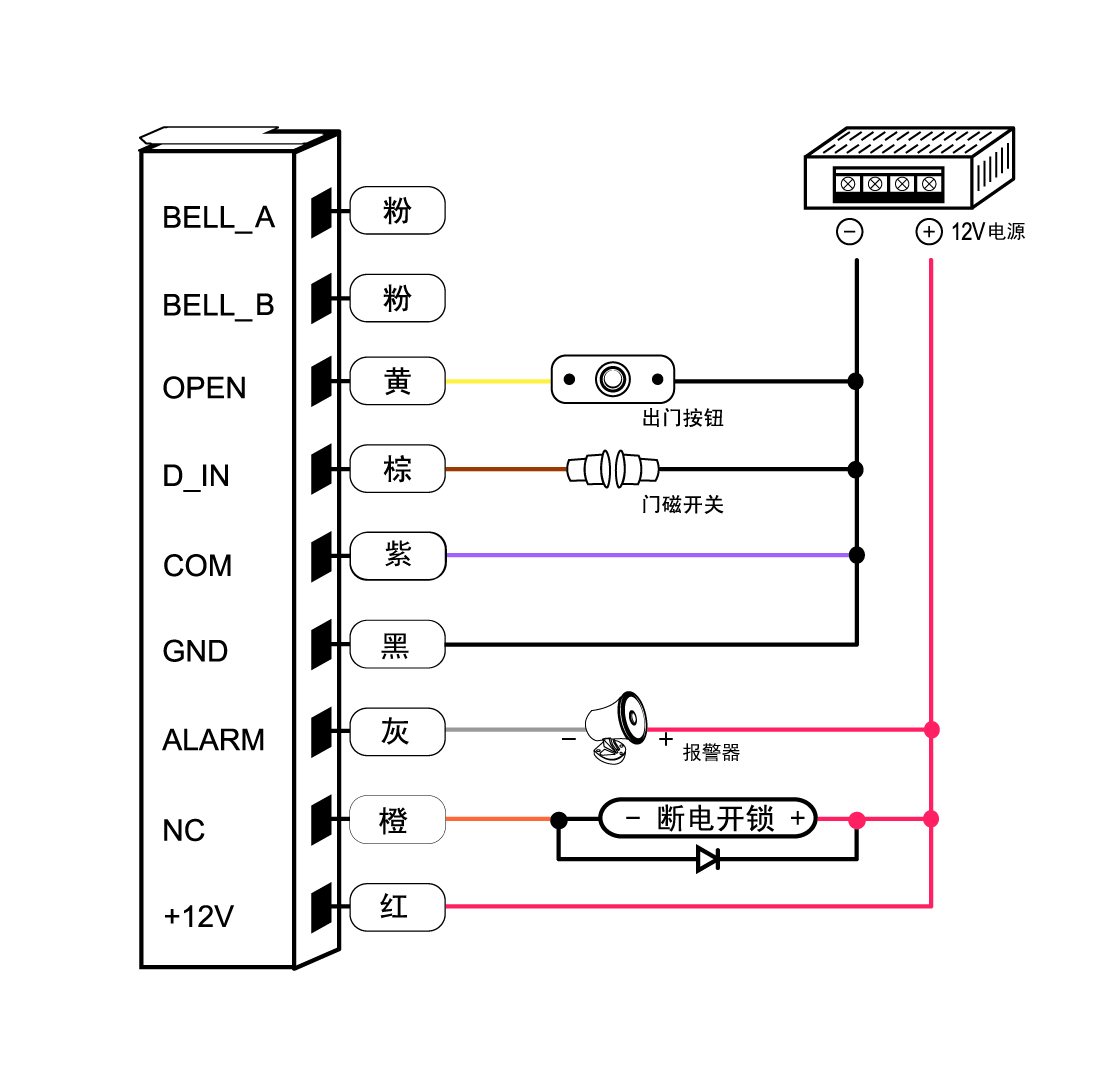 12V电源
BELL_A 粉
BELL_B 粉
OPEN 黄
出门按钮
D_IN 棕
门磁开关
COM 紫
GND 黑
ALARM 灰
− +
报警器
NC 橙
− 断电开锁 +
+12V 红